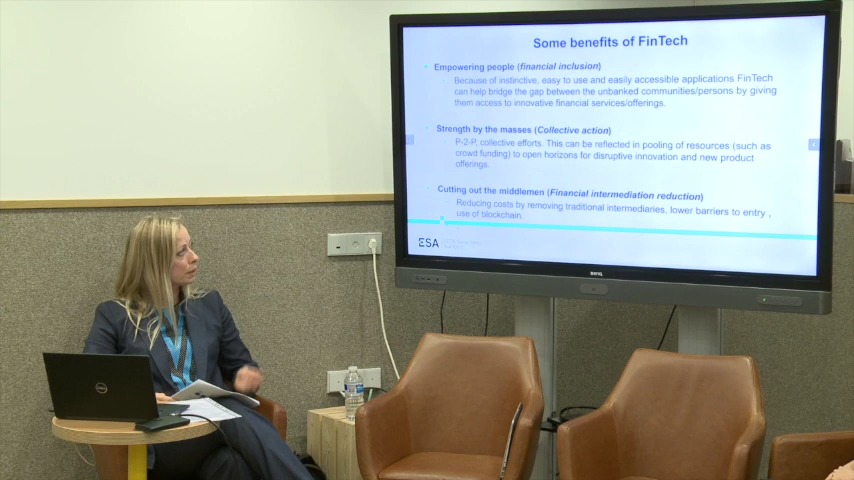 Some benefits of FinTech
Empowering people (financial inclusion)
Because of instinctive, easy to use and easily accessible applications FinTech
can help bridge the gap between the unbanked communities/persons by giving
them access to innovative financial services/offerings.
Strength by the masses (Collective action)
P-2-P, collective efforts. This can be reflected in pooling of resources (such as
crowd funding) to open horizons for disruptive innovation and new product
offerings.
Cutting out the middlemen (Financial intermediation reduction)
Reducing costs by removing traditional intermediaries, lower barriers to entry ,
use of blockchain.
ESA
BENQ
DELL